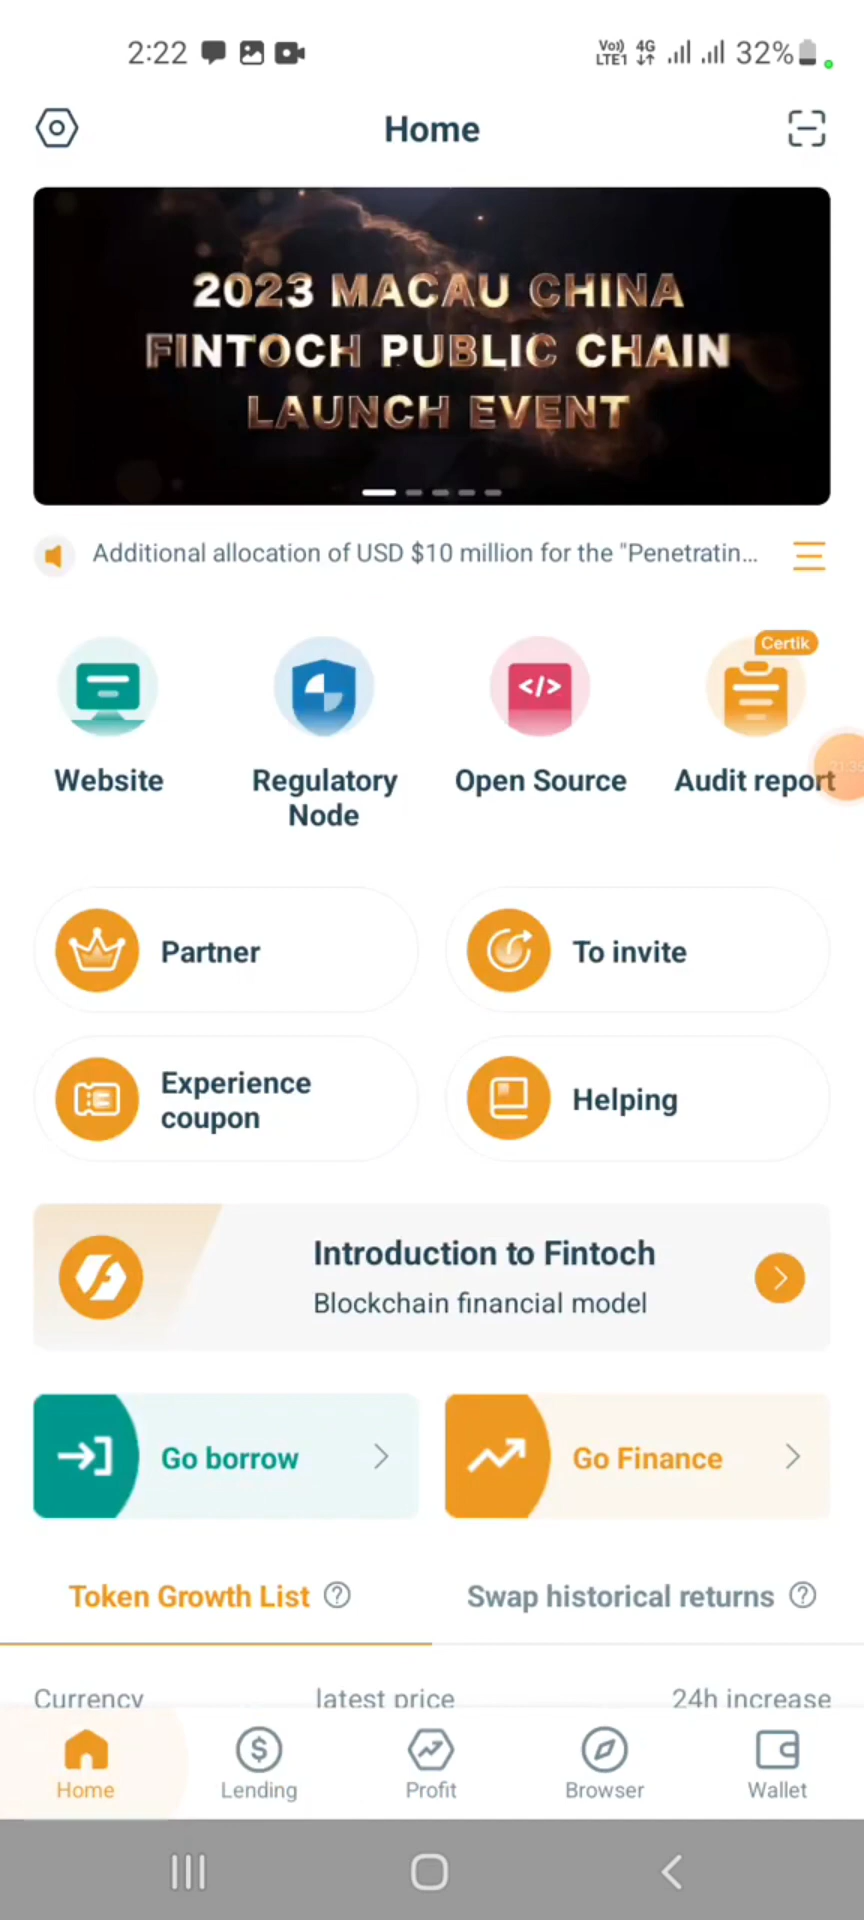 2:22
Vo))
LTE1
4G
32%
Home
2023 MACAU CHINA
FINTOCH PUBLIC CHAIN
LAUNCH EVENT
Additional allocation of USD $10 million for the "Penetratin...
Certik
Website
Regulatory
Node
Open Source
Audit report
Partner
To invite
Experience
coupon
Helping
Introduction to Fintoch
Blockchain financial model
Go borrow
Go Finance
Token Growth List
Swap historical returns
Currency
latest price
24h increase
Home
Lending
Profit
Browser
Wallet